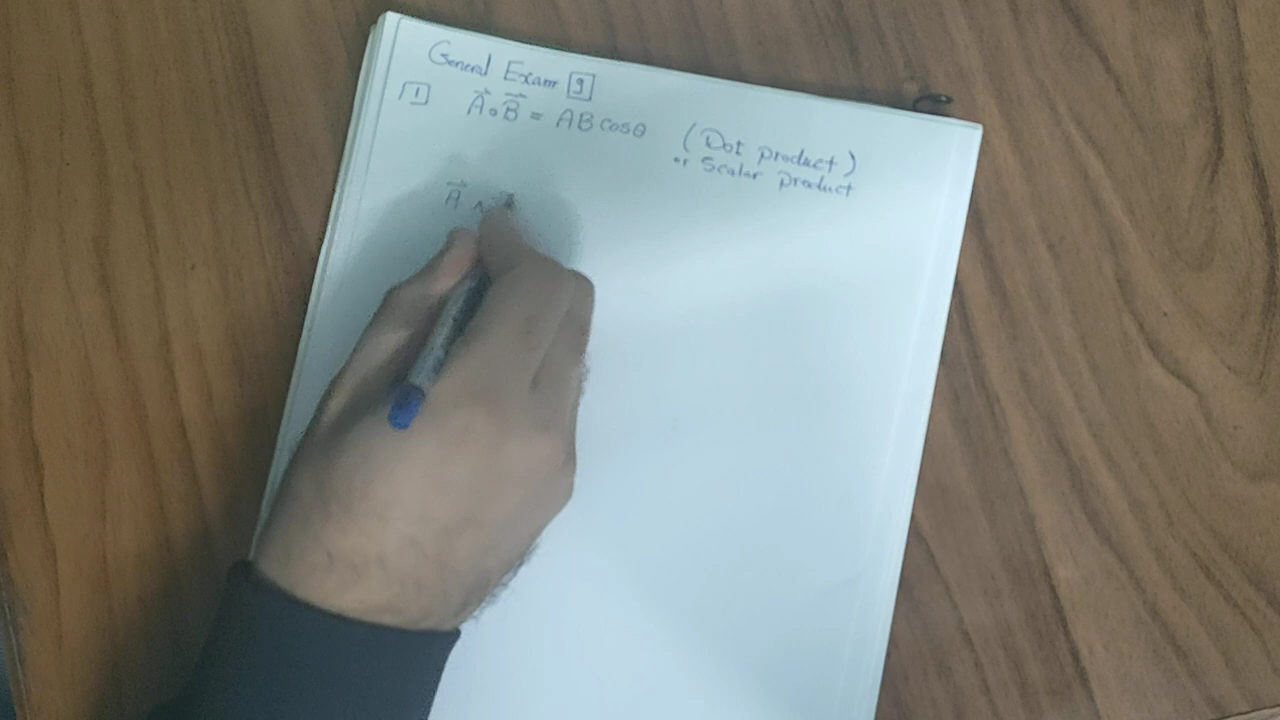 General Exam 9
1 A⃗ ∘ B⃗ = AB cosθ (Dot product)
or Scalar product
A⃗ ∧